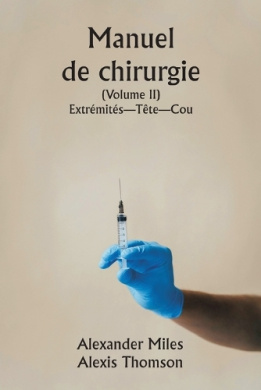 Manuel
de chirurgie
(Volume II)
Extrémités—Tête—Cou
Alexander Miles
Alexis Thomson